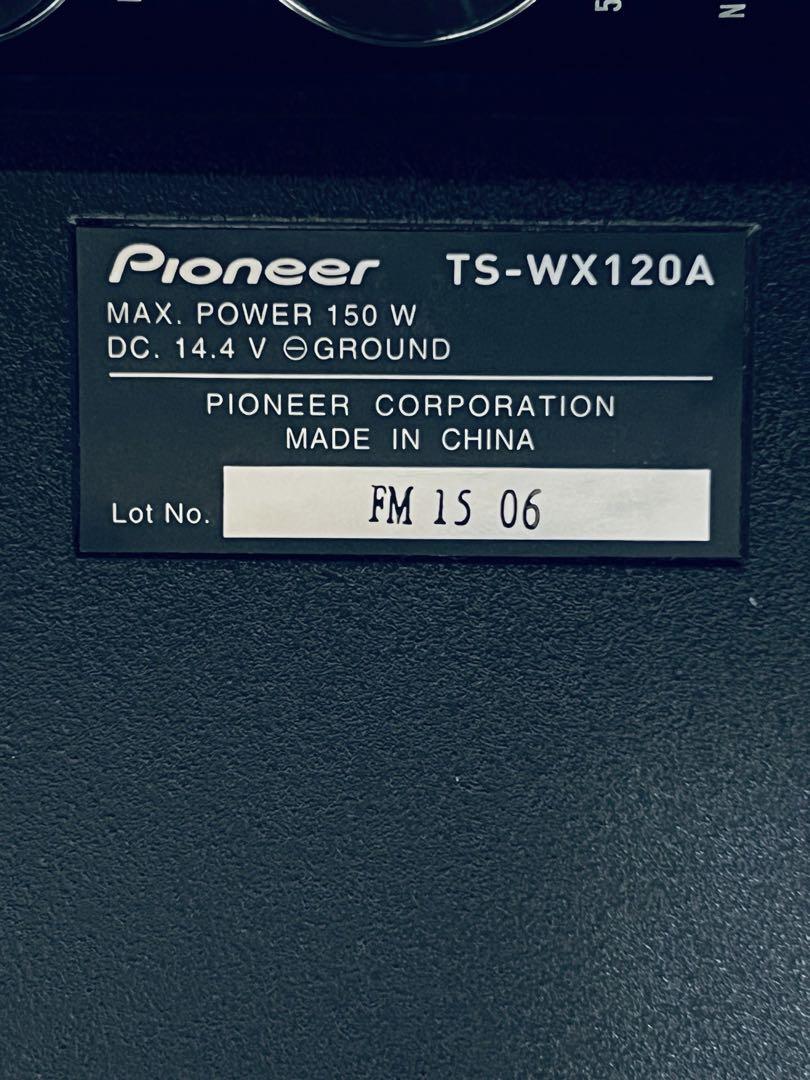 Pioneer TS-WX120A
MAX. POWER 150 W
DC. 14.4 V ⊖GROUND
PIONEER CORPORATION
MADE IN CHINA
Lot No. FM 15 06